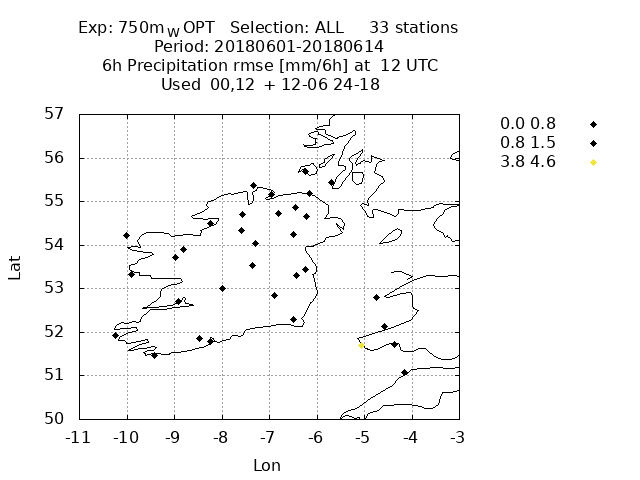 Exp: 750m_W OPT   Selection: ALL     33 stations
Period: 20180601-20180614
6h Precipitation rmse [mm/6h] at  12 UTC
Used  00,12  + 12-06 24-18
0.0 0.8
0.8 1.5
3.8 4.6
57
56
55
54
53
52
51
50
Lat
-11 -10 -9 -8 -7 -6 -5 -4 -3
Lon